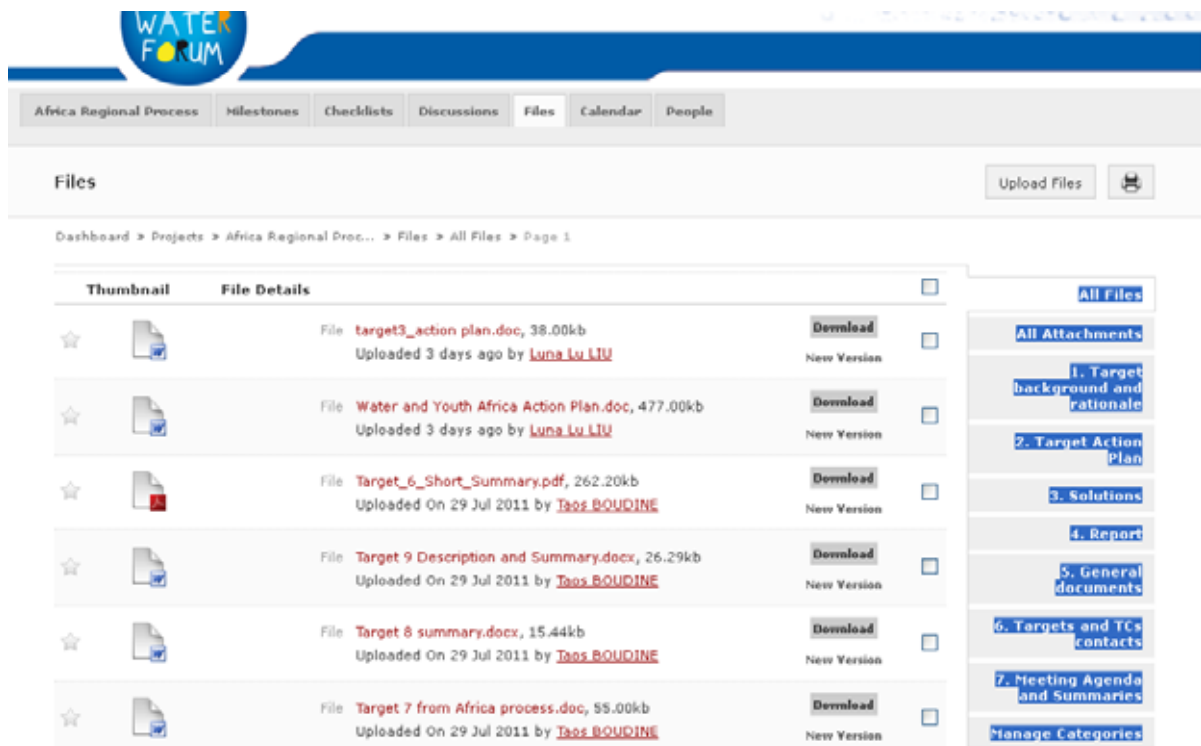 WATER
FORUM
Africa Regional Process Milestones Checklists Discussions Files Calendar People
Files Upload Files
Dashboard » Projects » Africa Regional Proc... » Files » All Files » Page 1
Thumbnail File Details
File target3_action plan.doc, 38.00kb Download
Uploaded 3 days ago by Luna Lu LIU New Version
File Water and Youth Africa Action Plan.doc, 477.00kb Download
Uploaded 3 days ago by Luna Lu LIU New Version
File Target_6_Short_Summary.pdf, 262.20kb Download
Uploaded On 29 Jul 2011 by Taos BOUDINE New Version
File Target 9 Description and Summary.docx, 26.29kb Download
Uploaded On 29 Jul 2011 by Taos BOUDINE New Version
File Target 8 summary.docx, 15.44kb Download
Uploaded On 29 Jul 2011 by Taos BOUDINE New Version
File Target 7 from Africa process.doc, 55.00kb Download
Uploaded On 29 Jul 2011 by Taos BOUDINE New Version
All Files
All Attachments
1. Target
background and
rationale
2. Target Action
Plan
3. Solutions
4. Report
5. General
documents
6. Targets and TCs
contacts
7. Meeting Agenda
and Summaries
Manage Categories